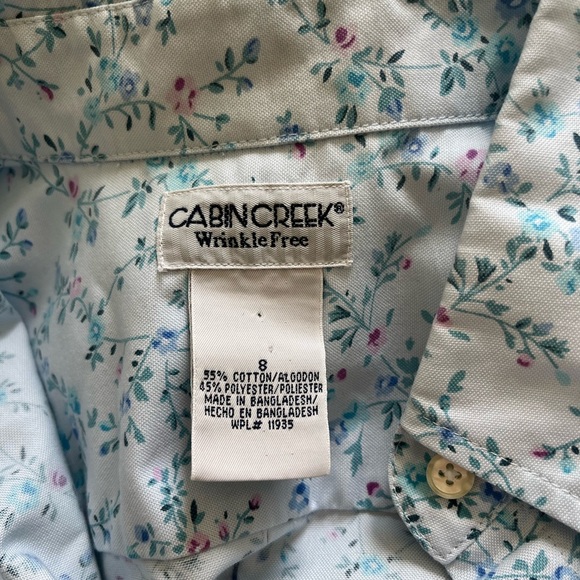 CABIN CREEK®
Wrinkle Free
8
55% COTTON/ALGODON
45% POLYESTER/POLIESTER
MADE IN BANGLADESH/
HECHO EN BANGLADESH
WPL# 11935